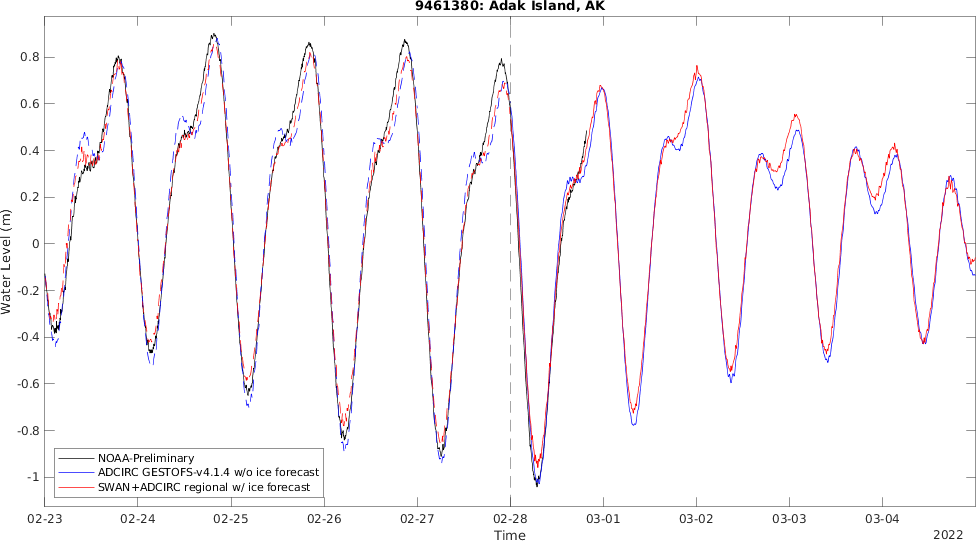 9461380: Adak Island, AK
Water Level (m)
0.8
0.6
0.4
0.2
0
-0.2
-0.4
-0.6
-0.8
-1
NOAA-Preliminary
ADCIRC GESTOFS-v4.1.4 w/o ice forecast
SWAN+ADCIRC regional w/ ice forecast
02-23 02-24 02-25 02-26 02-27 02-28 03-01 03-02 03-03 03-04
Time
2022